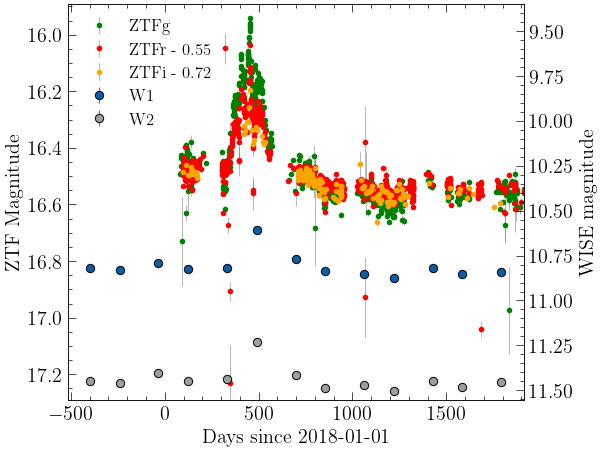 ZTFg
ZTFr - 0.55
ZTFi - 0.72
W1
W2
16.0
16.2
16.4
16.6
16.8
17.0
17.2
ZTF Magnitude
9.50
9.75
10.00
10.25
10.50
10.75
11.00
11.25
11.50
WISE magnitude
−500
0
500
1000
1500
Days since 2018-01-01